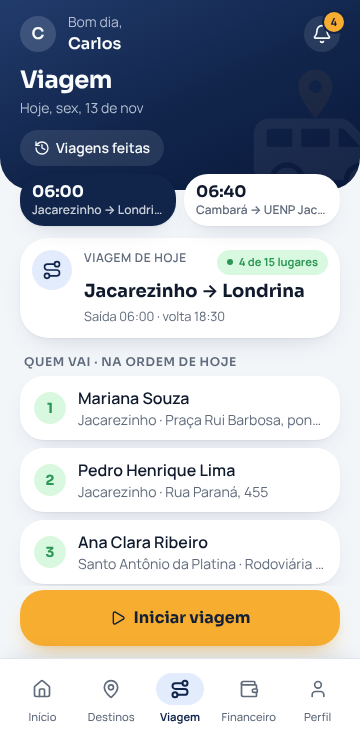 C
Bom dia,
Carlos
4
Viagem
Hoje, sex, 13 de nov
Viagens feitas
06:00
Jacarezinho → Londri...
06:40
Cambará → UENP Jac...
VIAGEM DE HOJE
4 de 15 lugares
Jacarezinho → Londrina
Saída 06:00 · volta 18:30
QUEM VAI · NA ORDEM DE HOJE
1
Mariana Souza
Jacarezinho · Praça Rui Barbosa, pon...
2
Pedro Henrique Lima
Jacarezinho · Rua Paraná, 455
3
Ana Clara Ribeiro
Santo Antônio da Platina · Rodoviária ...
Iniciar viagem
Início
Destinos
Viagem
Financeiro
Perfil